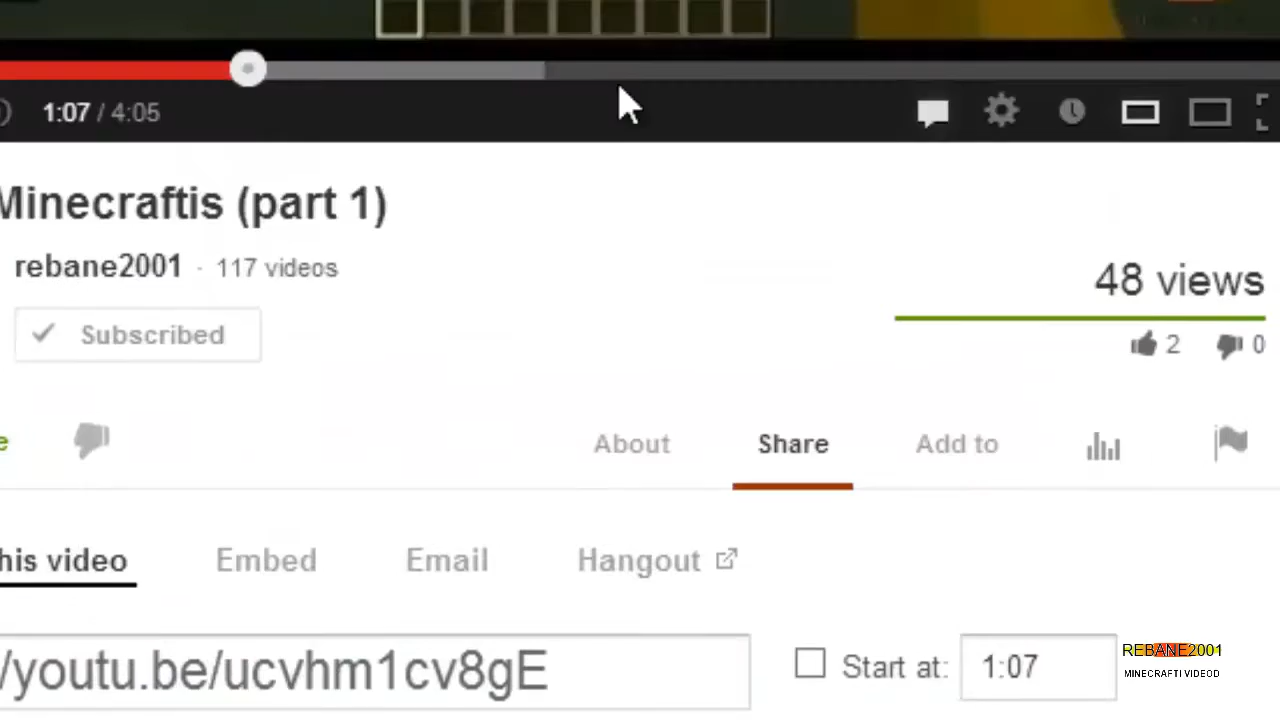 1:07 / 4:05
Minecraftis (part 1)
rebane2001 · 117 videos
48 views
Subscribed
2 0
About Share Add to
his video Embed Email Hangout
/youtu.be/ucvhm1cv8gE
Start at: 1:07
REBANE2001
MINECRAFTI VIDEOD